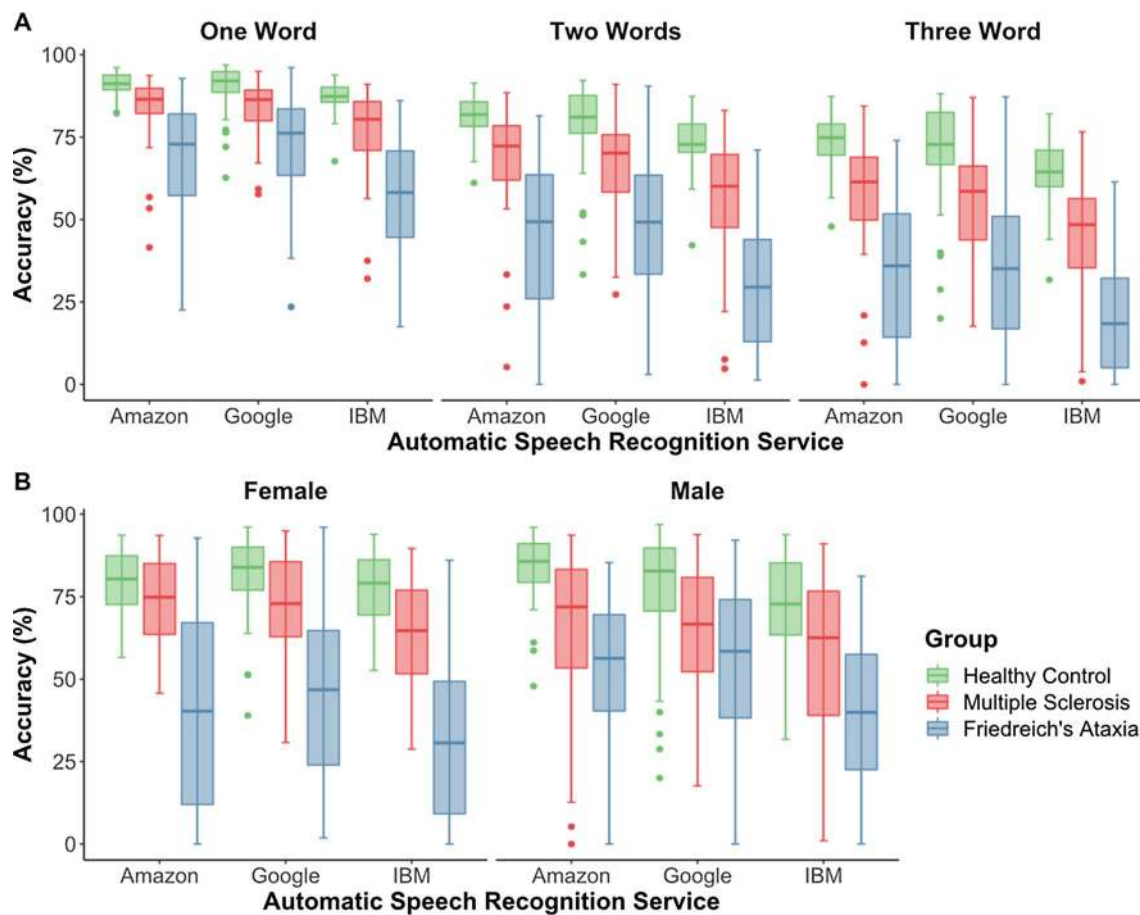 A
One Word Two Words Three Word
Accuracy (%)
100
75
50
25
0
Amazon Google IBM Amazon Google IBM Amazon Google IBM
Automatic Speech Recognition Service
B
Female Male
Accuracy (%)
100
75
50
25
0
Amazon Google IBM Amazon Google IBM
Automatic Speech Recognition Service
Group
Healthy Control
Multiple Sclerosis
Friedreich's Ataxia